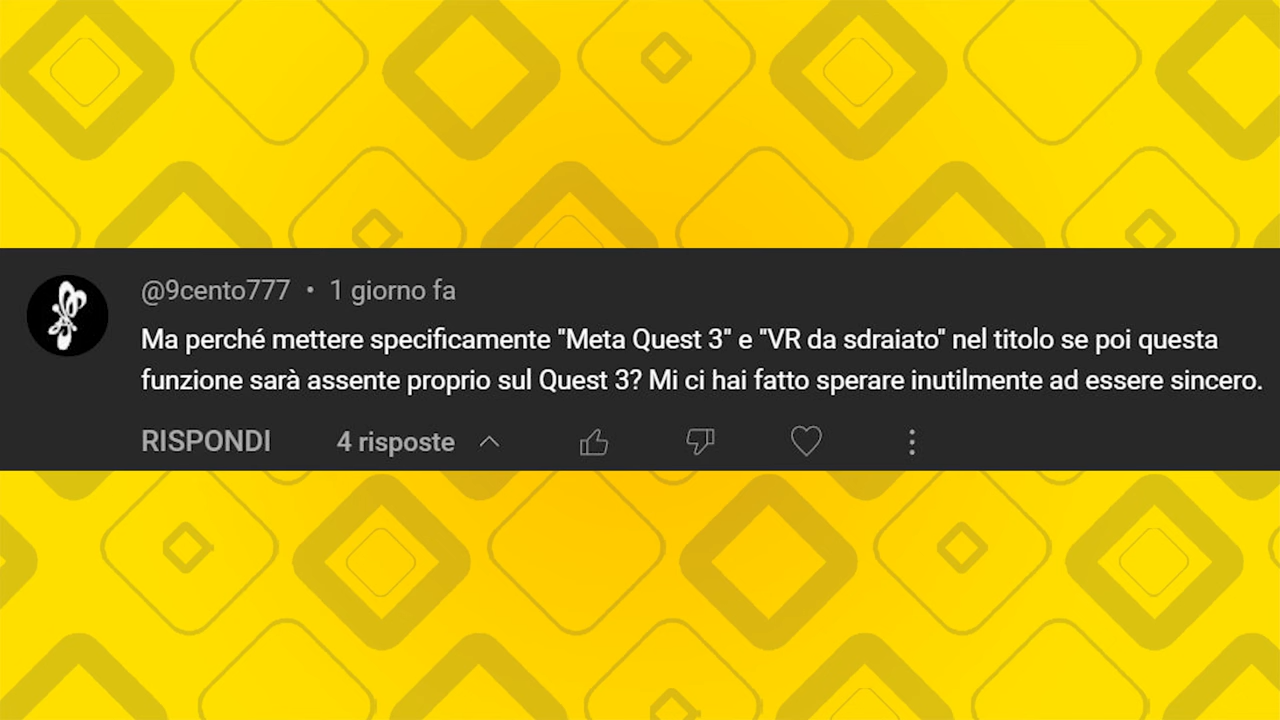 @9cento777 • 1 giorno fa
Ma perché mettere specificamente "Meta Quest 3" e "VR da sdraiato" nel titolo se poi questa
funzione sarà assente proprio sul Quest 3? Mi ci hai fatto sperare inutilmente ad essere sincero.
RISPONDI 4 risposte